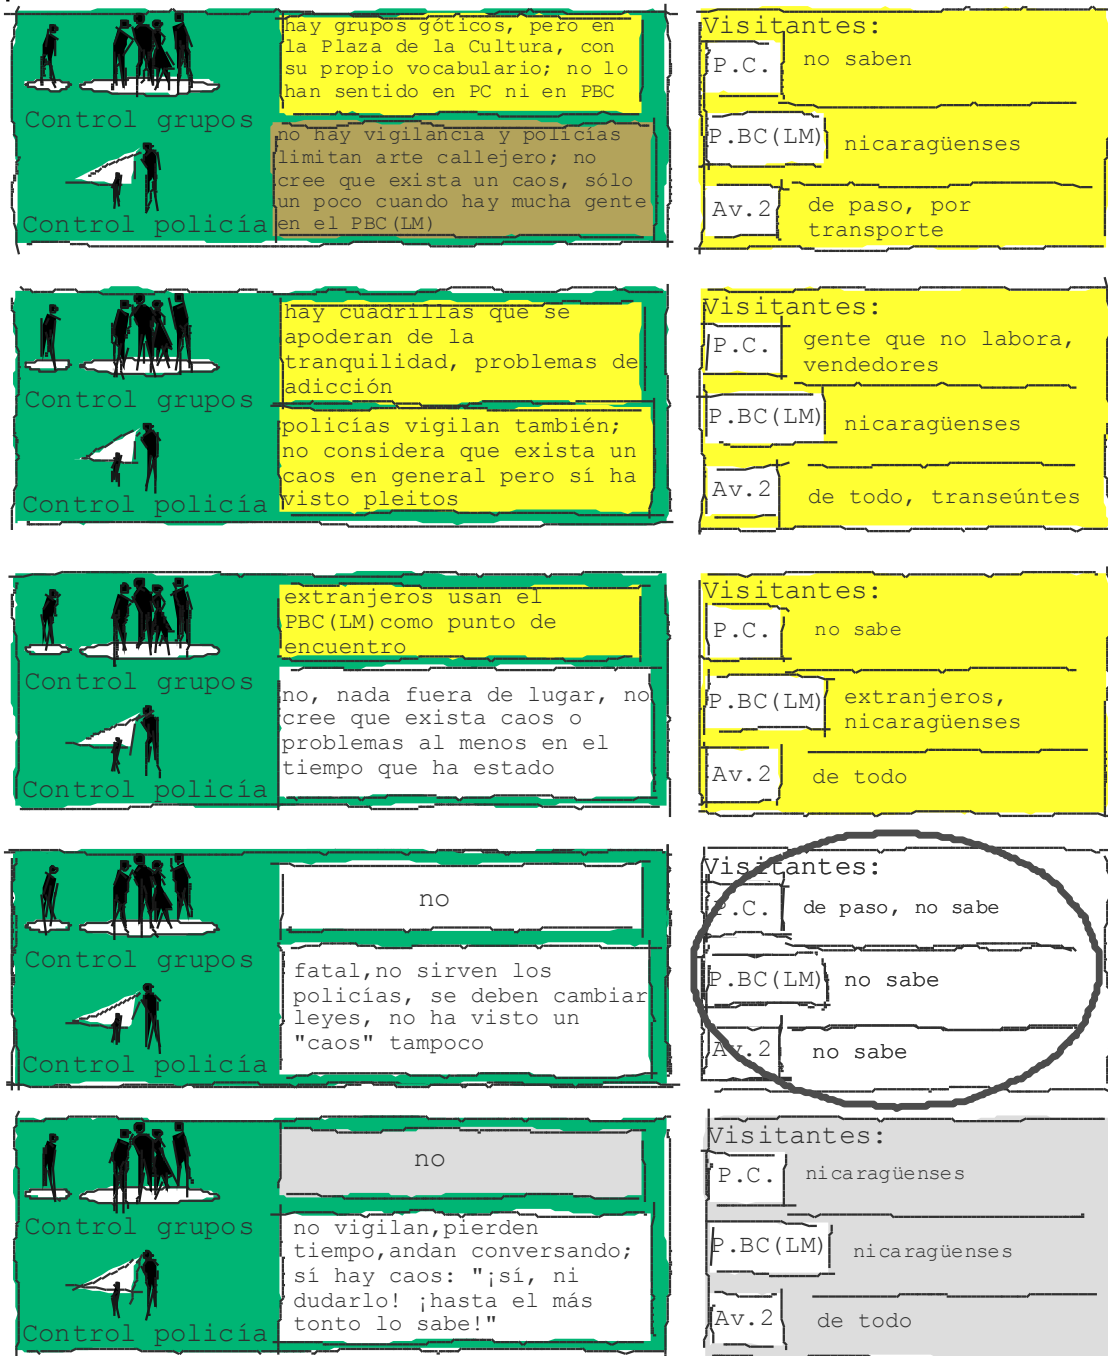 hay grupos góticos, pero en
la Plaza de la Cultura, con
su propio vocabulario; no lo
han sentido en PC ni en PBC
Control grupos
no hay vigilancia y policías
limitan arte callejero; no
cree que exista un caos, sólo
un poco cuando hay mucha gente
en el PBC(LM)
Control policía
Visitantes:
P.C.
no saben
P.BC(LM)
nicaragüenses
Av.2
de paso, por
transporte
hay cuadrillas que se
apoderan de la
tranquilidad, problemas de
adicción
Control grupos
policías vigilan también;
no considera que exista un
caos en general pero sí ha
visto pleitos
Control policía
Visitantes:
P.C.
gente que no labora,
vendedores
P.BC(LM)
nicaragüenses
Av.2
de todo, transeúntes
extranjeros usan el
PBC(LM)como punto de
encuentro
Control grupos
no, nada fuera de lugar, no
cree que exista caos o
problemas al menos en el
tiempo que ha estado
Control policía
Visitantes:
P.C.
no sabe
P.BC(LM)
extranjeros,
nicaragüenses
Av.2
de todo
no
Control grupos
fatal,no sirven los
policías, se deben cambiar
leyes, no ha visto un
"caos" tampoco
Control policía
Visitantes:
P.C.
de paso, no sabe
P.BC(LM)
no sabe
Av.2
no sabe
no
Control grupos
no vigilan,pierden
tiempo,andan conversando;
sí hay caos: "¡sí, ni
dudarlo! ¡hasta el más
tonto lo sabe!"
Control policía
Visitantes:
P.C.
nicaragüenses
P.BC(LM)
nicaragüenses
Av.2
de todo